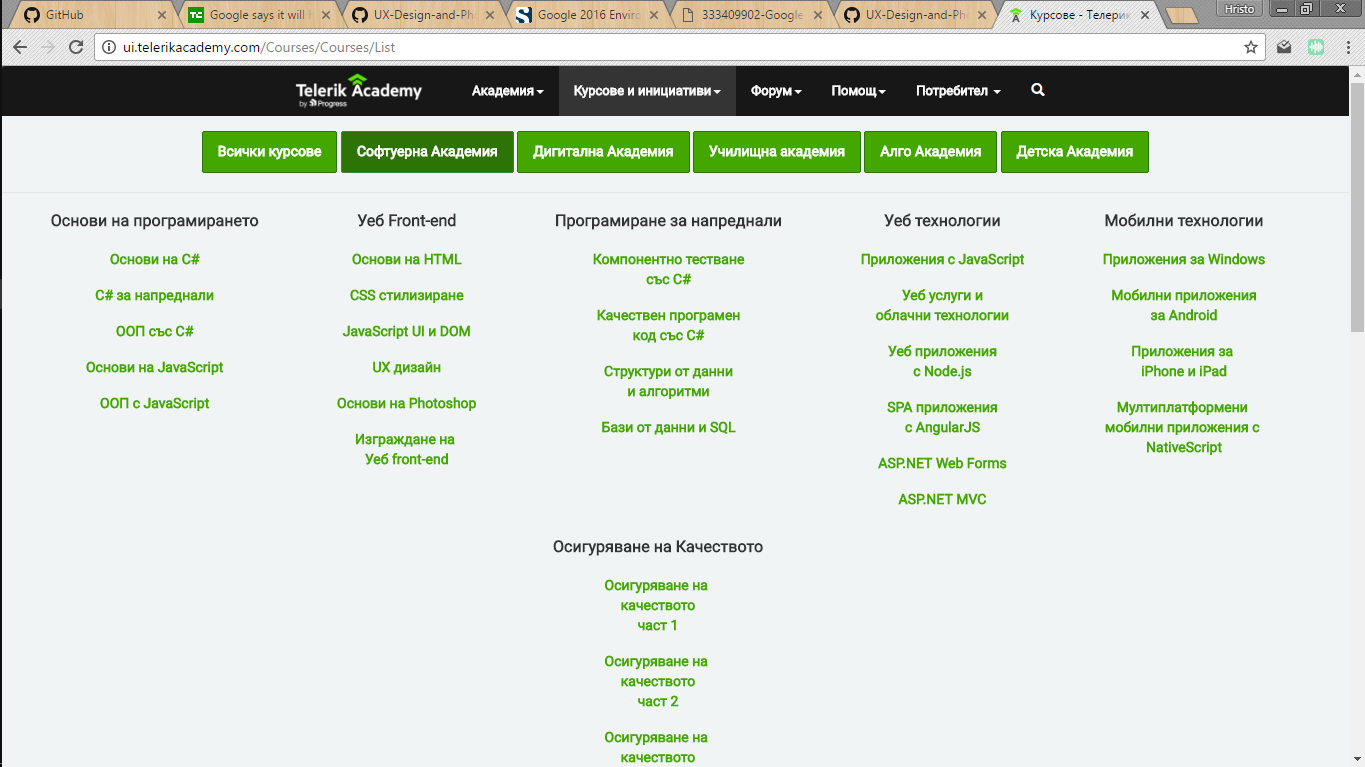 GitHub
Google says it will
UX-Design-and-Ph
Google 2016 Enviro
333409902-Google
UX-Design-and-Ph
Курсове - Телерик
Hristo
ui.telerikacademy.com/Courses/Courses/List
Telerik Academy
by Progress
Академия
Курсове и инициативи
Форум
Помощ
Потребител
Всички курсове
Софтуерна Академия
Дигитална Академия
Училищна академия
Алго Академия
Детска Академия
Основи на програмирането
Основи на C#
C# за напреднали
ООП със C#
Основи на JavaScript
ООП с JavaScript
Уеб Front-end
Основи на HTML
CSS стилизиране
JavaScript UI и DOM
UX дизайн
Основи на Photoshop
Изграждане на
Уеб front-end
Програмиране за напреднали
Компонентно тестване
със C#
Качествен програмен
код със C#
Структури от данни
и алгоритми
Бази от данни и SQL
Уеб технологии
Приложения с JavaScript
Уеб услуги и
облачни технологии
Уеб приложения
с Node.js
SPA приложения
с AngularJS
ASP.NET Web Forms
ASP.NET MVC
Мобилни технологии
Приложения за Windows
Мобилни приложения
за Android
Приложения за
iPhone и iPad
Мултиплатформени
мобилни приложения с
NativeScript
Осигуряване на Качеството
Осигуряване на
качеството
част 1
Осигуряване на
качеството
част 2
Осигуряване на
качеството